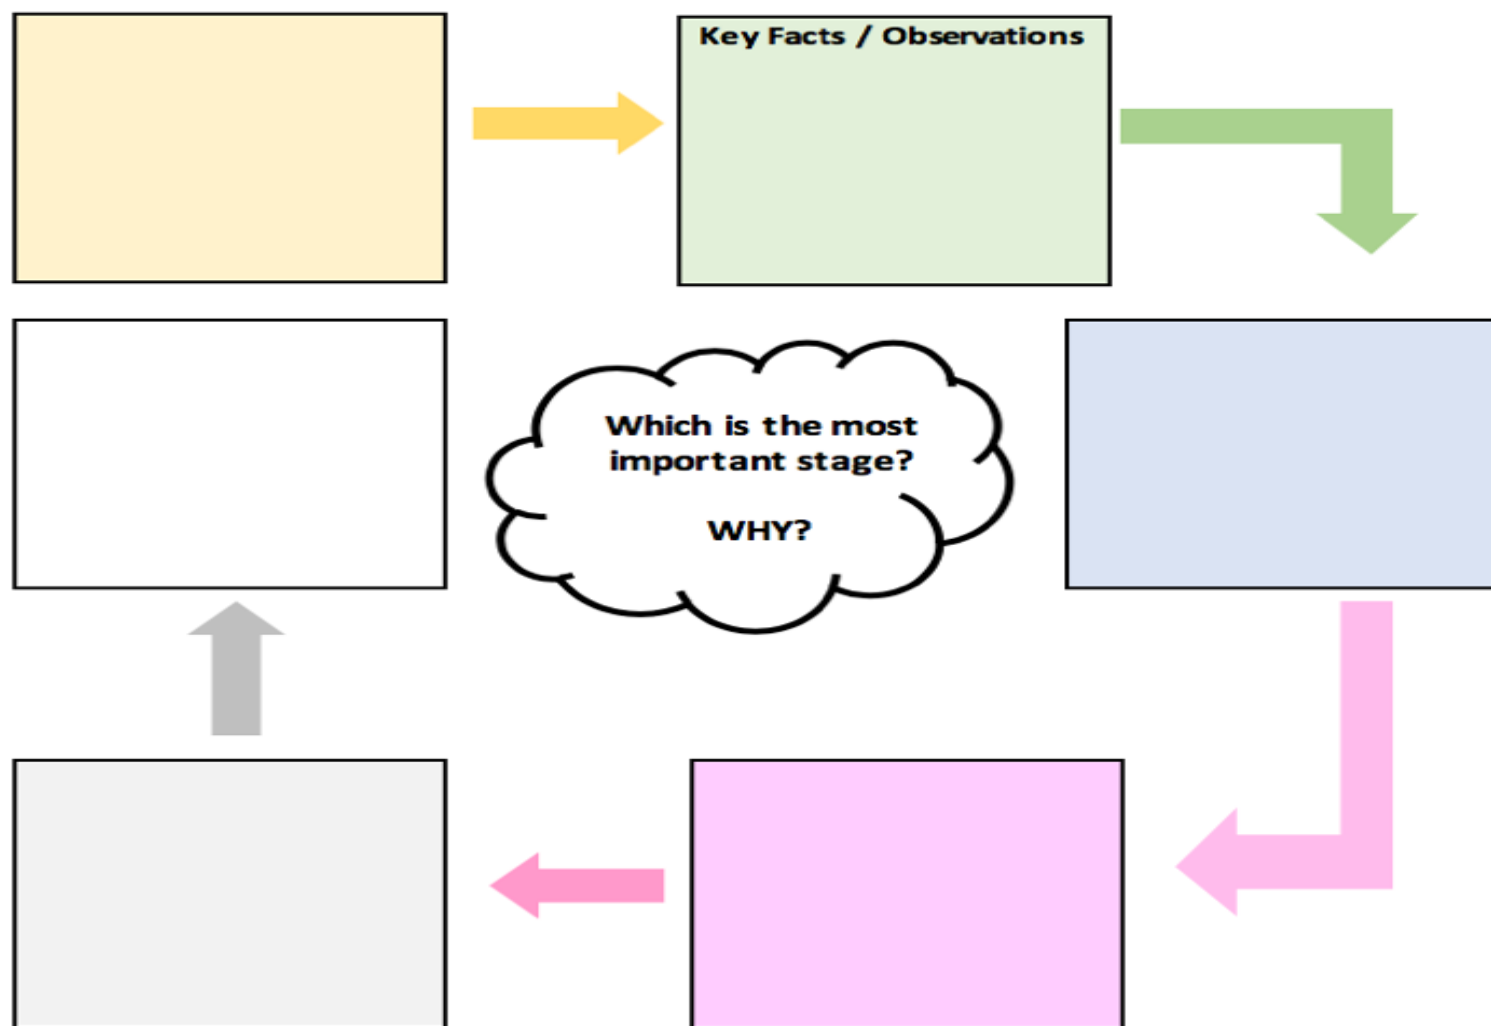 Key Facts / Observations
Which is the most
important stage?
WHY?